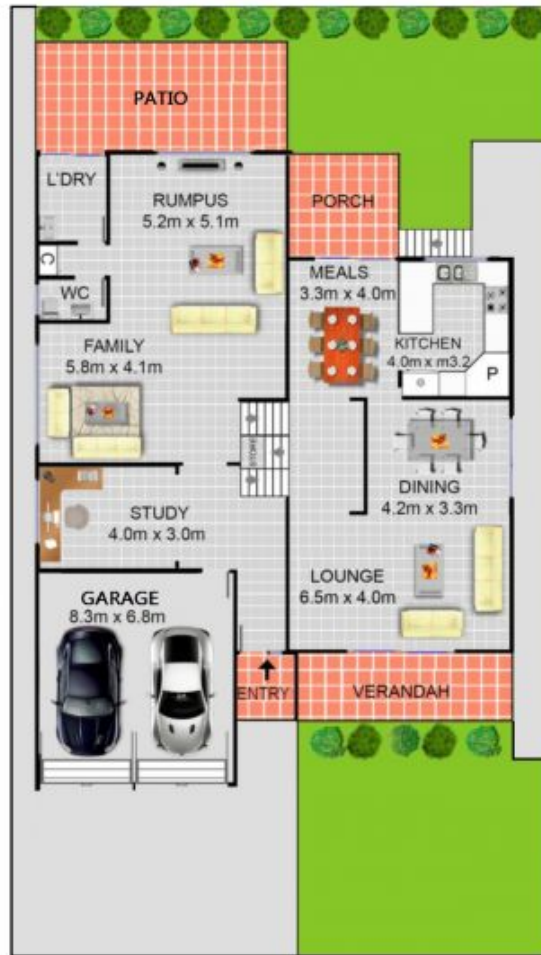 PATIO
L'DRY
RUMPUS
5.2m x 5.1m
PORCH
C
WC
MEALS
3.3m x 4.0m
KITCHEN
4.0m x m3.2
P
FAMILY
5.8m x 4.1m
STORE
DINING
4.2m x 3.3m
STUDY
4.0m x 3.0m
LOUNGE
6.5m x 4.0m
GARAGE
8.3m x 6.8m
ENTRY
VERANDAH